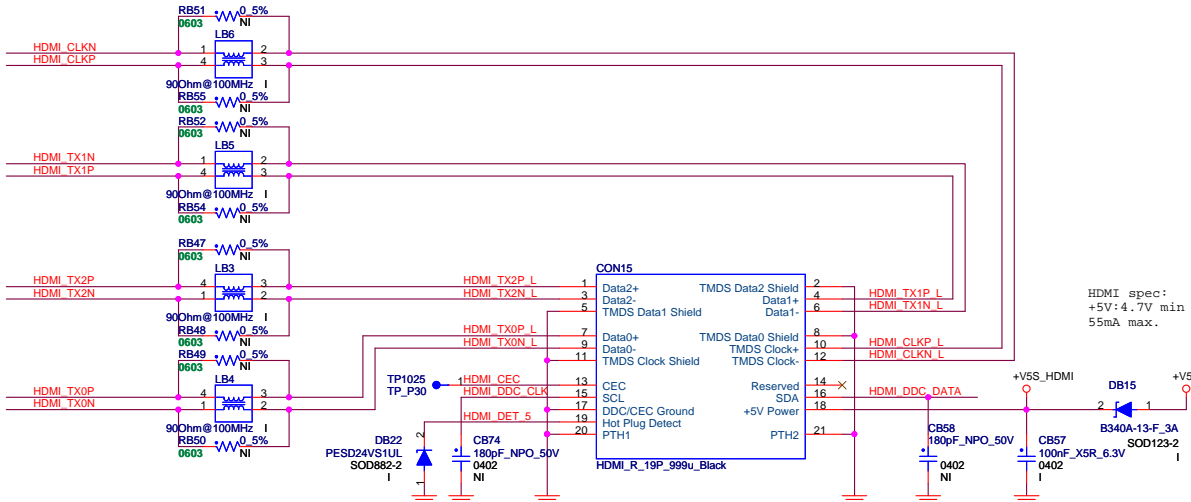 RB51 0_5%
0603 NI
LB6
HDMI_CLKN 1 2
HDMI_CLKP 4 3
90Ohm@100MHz I
RB55 0_5%
0603 NI
RB52 0_5%
0603 NI
LB5
HDMI_TX1N 1 2
HDMI_TX1P 4 3
90Ohm@100MHz I
RB54 0_5%
0603 NI
RB47 0_5%
0603 NI
LB3
HDMI_TX2P 4 3 HDMI_TX2P_L
HDMI_TX2N 1 2 HDMI_TX2N_L
90Ohm@100MHz I
RB48 0_5%
0603 NI
RB49 0_5%
0603 NI
LB4
HDMI_TX0P 4 3 HDMI_TX0P_L
HDMI_TX0N 1 2 HDMI_TX0N_L
90Ohm@100MHz I
RB50 0_5%
0603 NI
CON15
1 Data2+ TMDS Data2 Shield 2
3 Data2- Data1+ 4 HDMI_TX1P_L
5 TMDS Data1 Shield Data1- 6 HDMI_TX1N_L
7 Data0+ TMDS Data0 Shield 8
9 Data0- TMDS Clock+ 10 HDMI_CLKP_L
11 TMDS Clock Shield TMDS Clock- 12 HDMI_CLKN_L
TP1025
TP_P30
1 HDMI_CEC 13 CEC Reserved 14
HDMI_DDC_CLK 15 SCL SDA 16 HDMI_DDC_DATA
17 DDC/CEC Ground +5V Power 18
HDMI_DET_5 19 Hot Plug Detect
20 PTH1 PTH2 21
HDMI_R_19P_999u_Black
2
DB22
PESD24VS1UL
SOD882-2
I
1
CB74
180pF_NPO_50V
0402
NI
CB58
180pF_NPO_50V
0402
NI
CB57
100nF_X5R_6.3V
0402
I
HDMI spec:
+5V:4.7V min
55mA max.
+V5S_HDMI
+V5
DB15
2 1
B340A-13-F_3A
SOD123-2
I